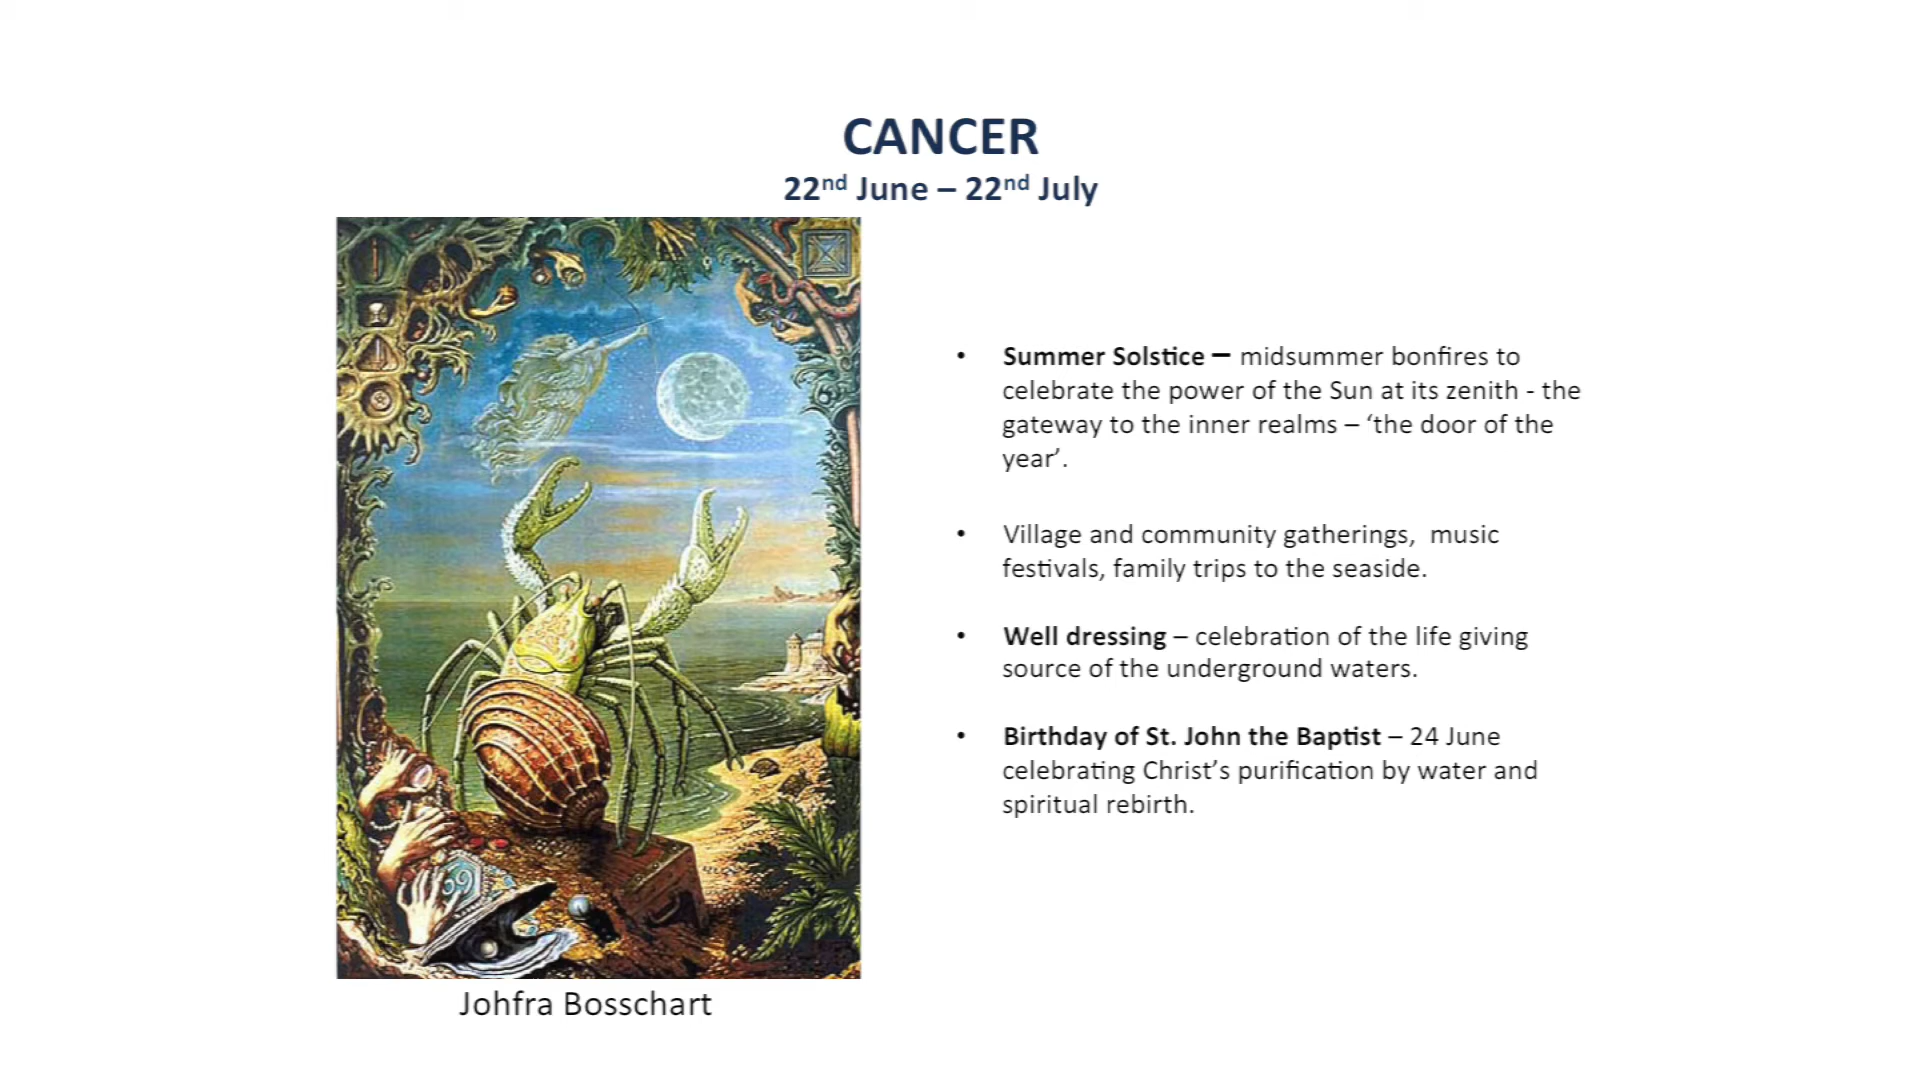 CANCER
22nd June – 22nd July
• Summer Solstice – midsummer bonfires to
celebrate the power of the Sun at its zenith - the
gateway to the inner realms – ‘the door of the
year’.
• Village and community gatherings,  music
festivals, family trips to the seaside.
• Well dressing – celebration of the life giving
source of the underground waters.
• Birthday of St. John the Baptist – 24 June
celebrating Christ’s purification by water and
spiritual rebirth.
Johfra Bosschart